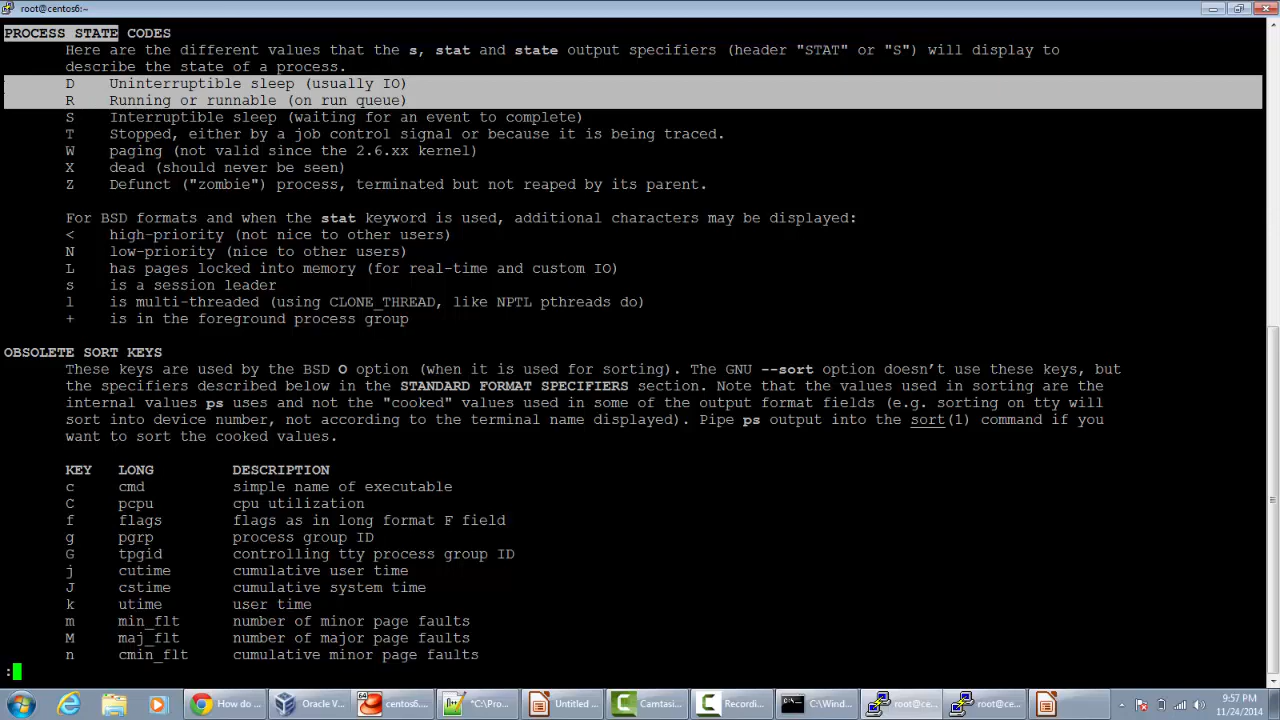 root@centos6:~
PROCESS STATE CODES
Here are the different values that the s, stat and state output specifiers (header "STAT" or "S") will display to
describe the state of a process.
D Uninterruptible sleep (usually IO)
R Running or runnable (on run queue)
S Interruptible sleep (waiting for an event to complete)
T Stopped, either by a job control signal or because it is being traced.
W paging (not valid since the 2.6.xx kernel)
X dead (should never be seen)
Z Defunct ("zombie") process, terminated but not reaped by its parent.
For BSD formats and when the stat keyword is used, additional characters may be displayed:
< high-priority (not nice to other users)
N low-priority (nice to other users)
L has pages locked into memory (for real-time and custom IO)
s is a session leader
l is multi-threaded (using CLONE_THREAD, like NPTL pthreads do)
+ is in the foreground process group
OBSOLETE SORT KEYS
These keys are used by the BSD O option (when it is used for sorting). The GNU --sort option doesn’t use these keys, but
the specifiers described below in the STANDARD FORMAT SPECIFIERS section. Note that the values used in sorting are the
internal values ps uses and not the "cooked" values used in some of the output format fields (e.g. sorting on tty will
sort into device number, not according to the terminal name displayed). Pipe ps output into the sort(1) command if you
want to sort the cooked values.
KEY LONG DESCRIPTION
c cmd simple name of executable
C pcpu cpu utilization
f flags flags as in long format F field
g pgrp process group ID
G tpgid controlling tty process group ID
j cutime cumulative user time
J cstime cumulative system time
k utime user time
m min_flt number of minor page faults
M maj_flt number of major page faults
n cmin_flt cumulative minor page faults
:
How do ... Oracle V... 64 centos6.... *C:\Pro... Untitled ... Camtasi... Recordi... C:\Wind... root@ce... root@ce... 9:57 PM
11/24/2014